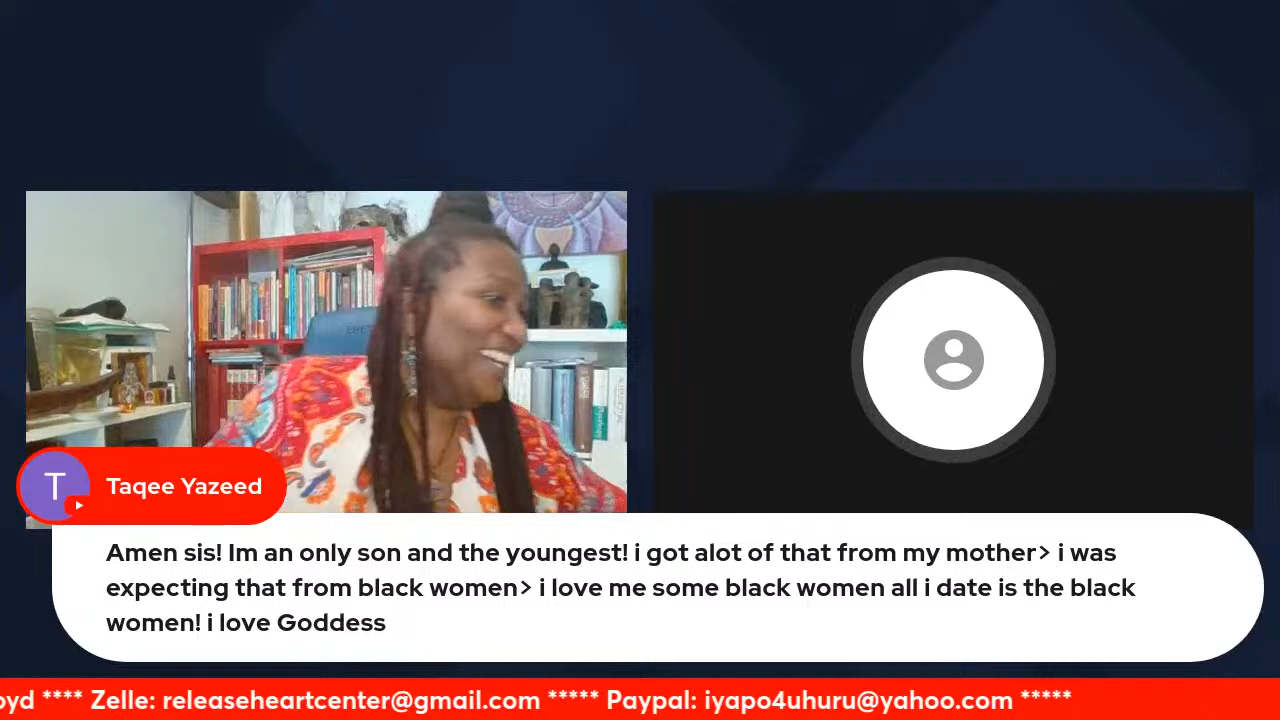 T
Taqee Yazeed
Amen sis! Im an only son and the youngest! i got alot of that from my mother> i was
expecting that from black women> i love me some black women all i date is the black
women! i love Goddess
oyd **** Zelle: releaseheartcenter@gmail.com ***** Paypal: iyapo4uhuru@yahoo.com *****